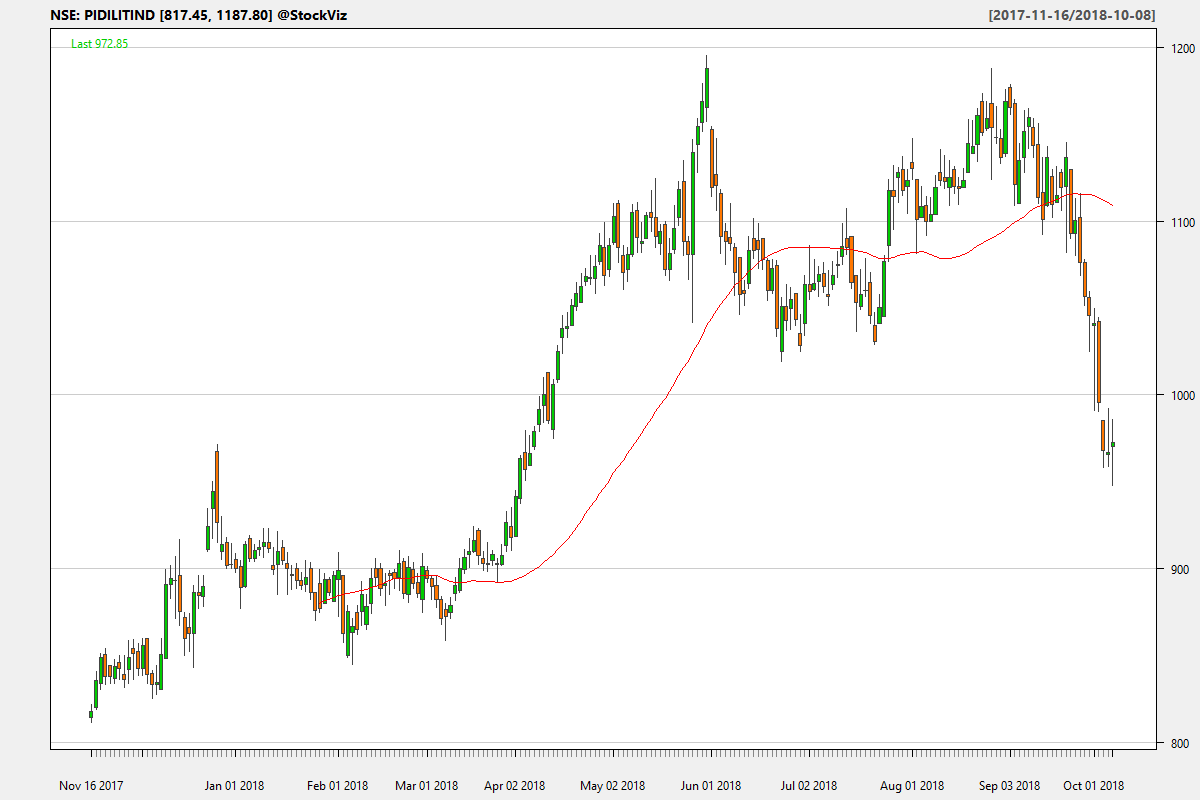 NSE: PIDILITIND [817.45, 1187.80] @StockViz
[2017-11-16/2018-10-08]
Last 972.85
1200
1100
1000
900
800
Nov 16 2017 Jan 01 2018 Feb 01 2018 Mar 01 2018 Apr 02 2018 May 02 2018 Jun 01 2018 Jul 02 2018 Aug 01 2018 Sep 03 2018 Oct 01 2018